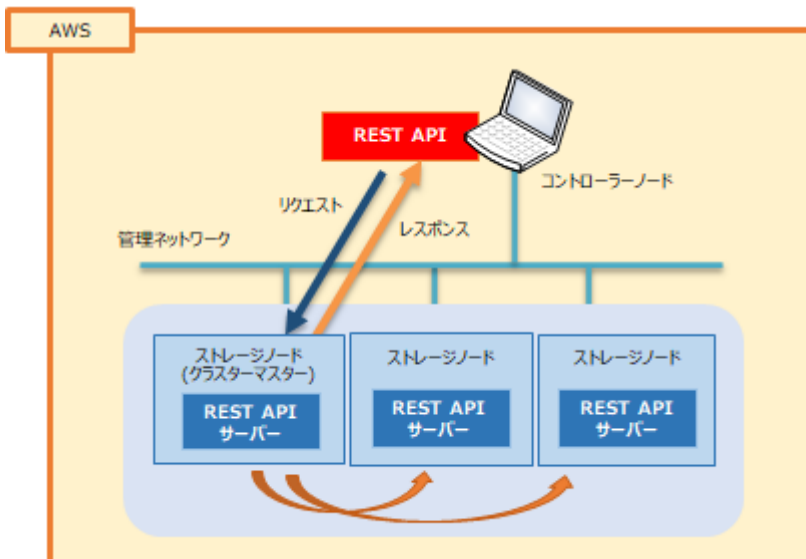 AWS
REST API
コントローラーノード
リクエスト
レスポンス
管理ネットワーク
ストレージノード
(クラスターマスター)
REST API
サーバー
ストレージノード
REST API
サーバー
ストレージノード
REST API
サーバー